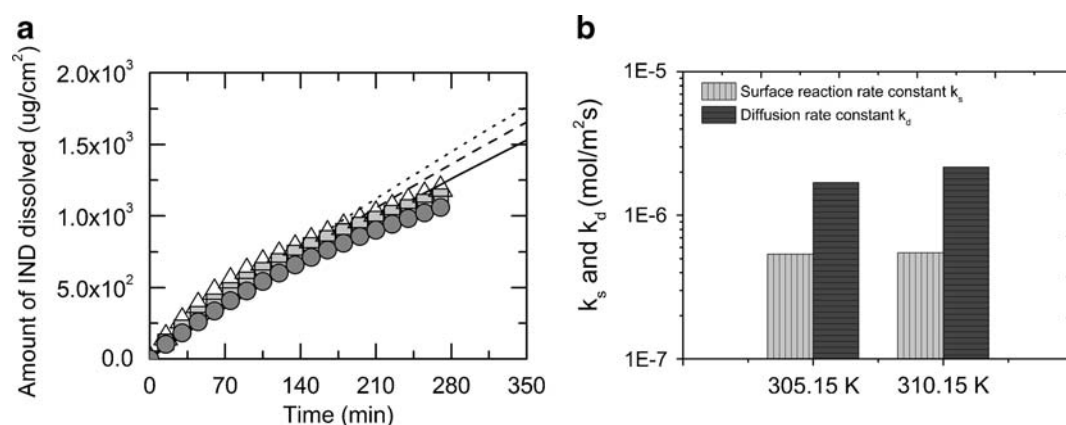 a
Amount of IND dissolved (ug/cm²)
2.0x10³
1.5x10³
1.0x10³
5.0x10²
0.0
0 70 140 210 280 350
Time (min)
b
k_s and k_d (mol/m²s)
1E-5
1E-6
1E-7
Surface reaction rate constant k_s
Diffusion rate constant k_d
305.15 K 310.15 K